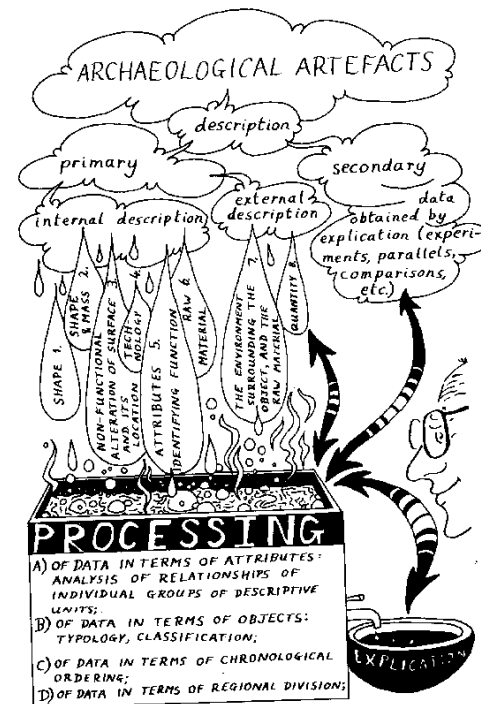 ARCHAEOLOGICAL ARTEFACTS
description
primary
secondary
internal description
external
description
data
obtained by
explication (experi-
ments, parallels,
comparisons,
etc.)
SHAPE 1.
SHAPE
& MASS 2.
NON-FUNCTIONAL
ALTERATION OF SURFACE 3.
AND ITS
LOCATION
TECH 4.
NOLOGY
ATTRIBUTES 5.
IDENTIFYING FUNCTION
RAW 6.
MATERIAL
THE ENVIRONMENT 7.
SURROUNDING THE
OBJECT, AND THE
RAW MATERIAL
QUANTITY 8.
PROCESSING
A) OF DATA IN TERMS OF ATTRIBUTES:
ANALYSIS OF RELATIONSHIPS OF
INDIVIDUAL GROUPS OF DESCRIPTIVE
UNITS;
B) OF DATA IN TERMS OF OBJECTS:
TYPOLOGY, CLASSIFICATION;
C) OF DATA IN TERMS OF CHRONOLOGICAL
ORDERING;
D) OF DATA IN TERMS OF REGIONAL DIVISION;
EXPLICATION